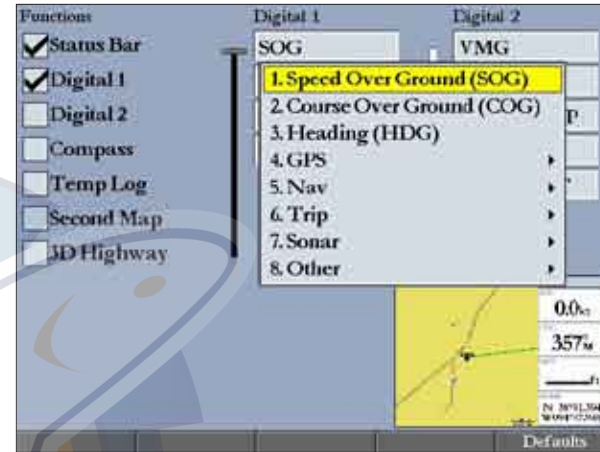 Functions
Digital 1
Digital 2
Status Bar
SOG
VMG
Digital 1
1. Speed Over Ground (SOG)
Digital 2
2. Course Over Ground (COG)
P
Compass
3. Heading (HDG)
4. GPS
Temp Log
5. Nav
Second Map
6. Trip
7. Sonar
3D Highway
8. Other
0.0
357
Defaults